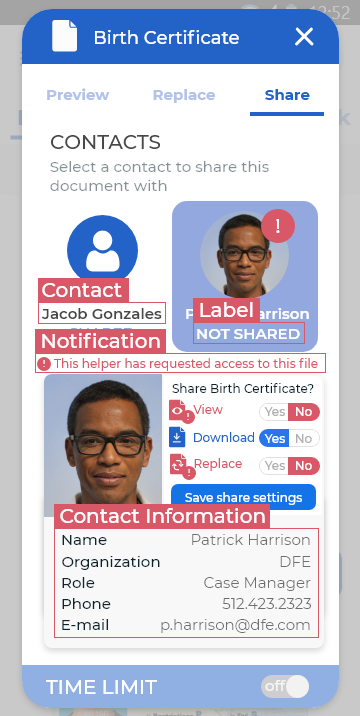 12:52
Birth Certificate
Preview Replace Share
CONTACTS
Select a contact to share this
document with
Contact
Jacob Gonzales
Label
NOT SHARED
Notification
This helper has requested access to this file
Share Birth Certificate?
View Yes No
Download Yes No
Replace Yes No
Save share settings
Contact Information
Name Patrick Harrison
Organization DFE
Role Case Manager
Phone 512.423.2323
E-mail p.harrison@dfe.com
TIME LIMIT off